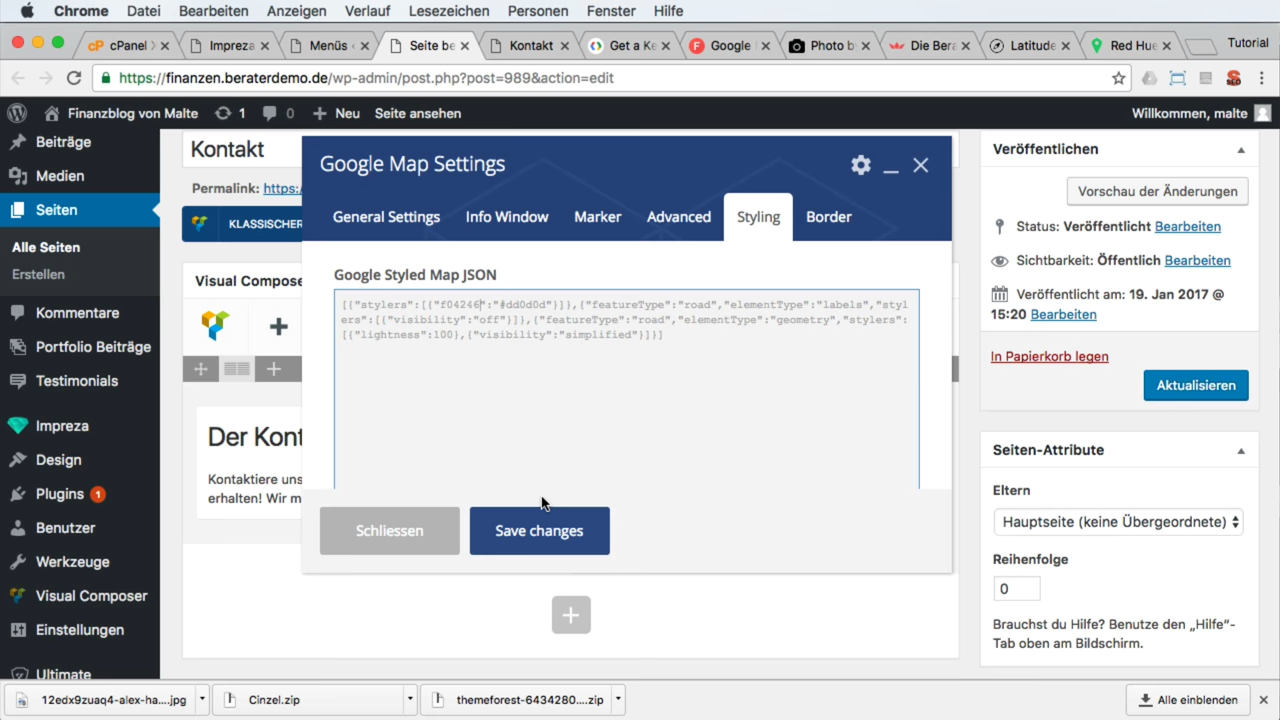 Chrome Datei Bearbeiten Anzeigen Verlauf Lesezeichen Personen Fenster Hilfe
cPanel X Impreza Menüs Seite be Kontakt Get a Ke Google Photo b Die Bera Latitude Red Hue Tutorial
https://finanzen.beraterdemo.de/wp-admin/post.php?post=989&action=edit
Finanzblog von Malte 1 0 Neu Seite ansehen Willkommen, malte
Beiträge
Medien
Seiten
Alle Seiten
Erstellen
Kommentare
Portfolio Beiträge
Testimonials
Impreza
Design
Plugins 1
Benutzer
Werkzeuge
Visual Composer
Einstellungen
Ultimate
Kontakt
Permalink: https:/
KLASSISCHER
Visual Compose
Der Kont
Kontaktiere uns
erhalten! Wir m
Google Map Settings
General Settings Info Window Marker Advanced Styling Border
Google Styled Map JSON
[{"stylers":[{"f04246":"#dd0d0d"}]},{"featureType":"road","elementType":"labels","styl
ers":[{"visibility":"off"}]},{"featureType":"road","elementType":"geometry","stylers":
[{"lightness":100},{"visibility":"simplified"}]}]
Schliessen Save changes
Veröffentlichen
Vorschau der Änderungen
Status: Veröffentlicht Bearbeiten
Sichtbarkeit: Öffentlich Bearbeiten
Veröffentlicht am: 19. Jan 2017 @
15:20 Bearbeiten
In Papierkorb legen
Aktualisieren
Seiten-Attribute
Eltern
Hauptseite (keine Übergeordnete)
Reihenfolge
0
Brauchst du Hilfe? Benutze den „Hilfe“-
Tab oben am Bildschirm.
12edx9zuaq4-alex-ha....jpg Cinzel.zip themeforest-6434280....zip Alle einblenden